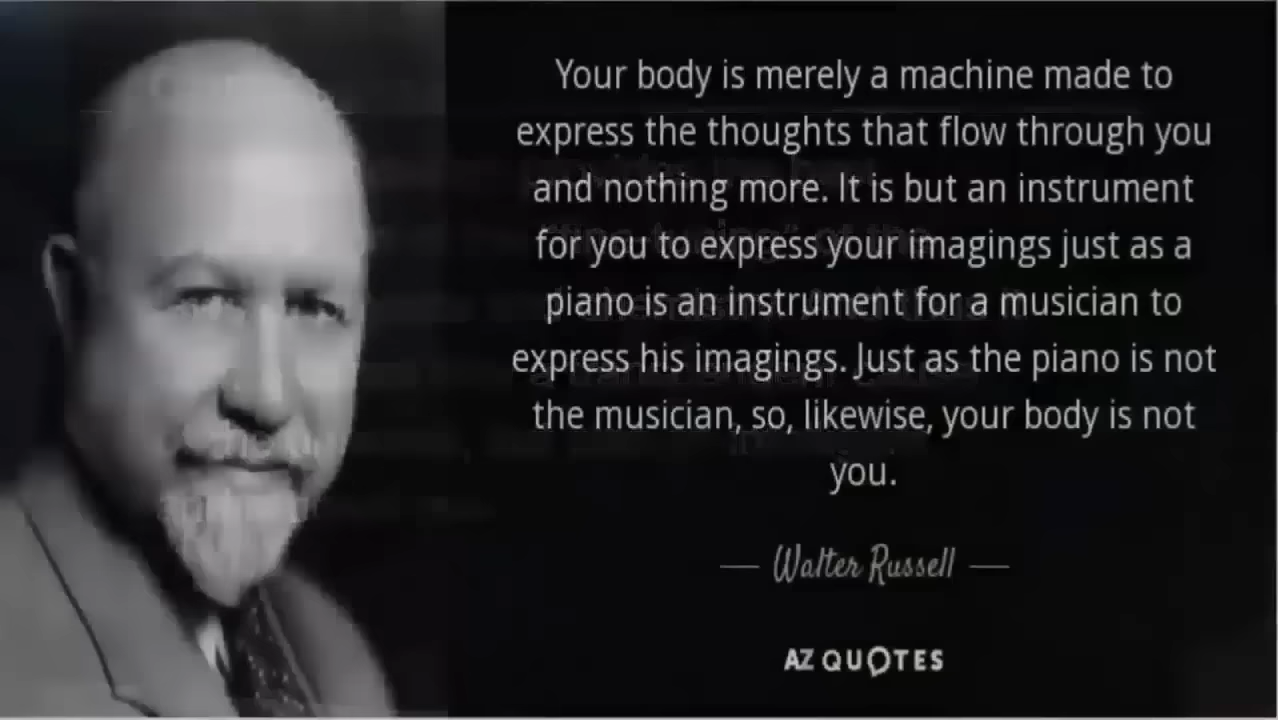 Your body is merely a machine made to
express the thoughts that flow through you
and nothing more. It is but an instrument
for you to express your imagings just as a
piano is an instrument for a musician to
express his imagings. Just as the piano is not
the musician, so, likewise, your body is not
you.
— Walter Russell —
AZ QUOTES